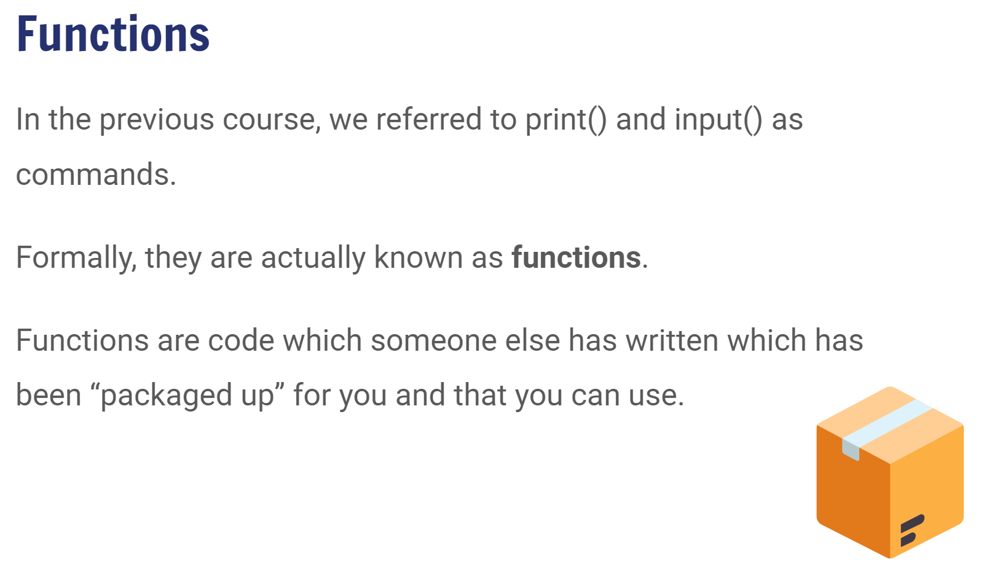 Functions
In the previous course, we referred to print() and input() as
commands.
Formally, they are actually known as functions.
Functions are code which someone else has written which has
been “packaged up” for you and that you can use.